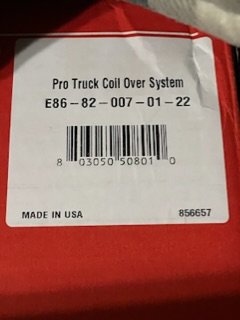 Pro Truck Coil Over System
E86-82-007-01-22
8 03050 50801 0
MADE IN USA 856657